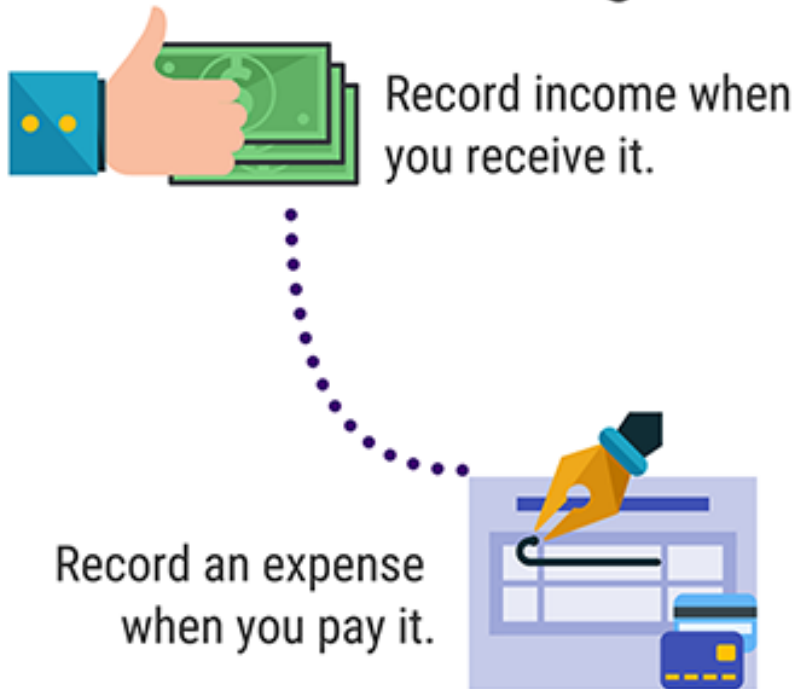 Record income when
you receive it.
Record an expense
when you pay it.